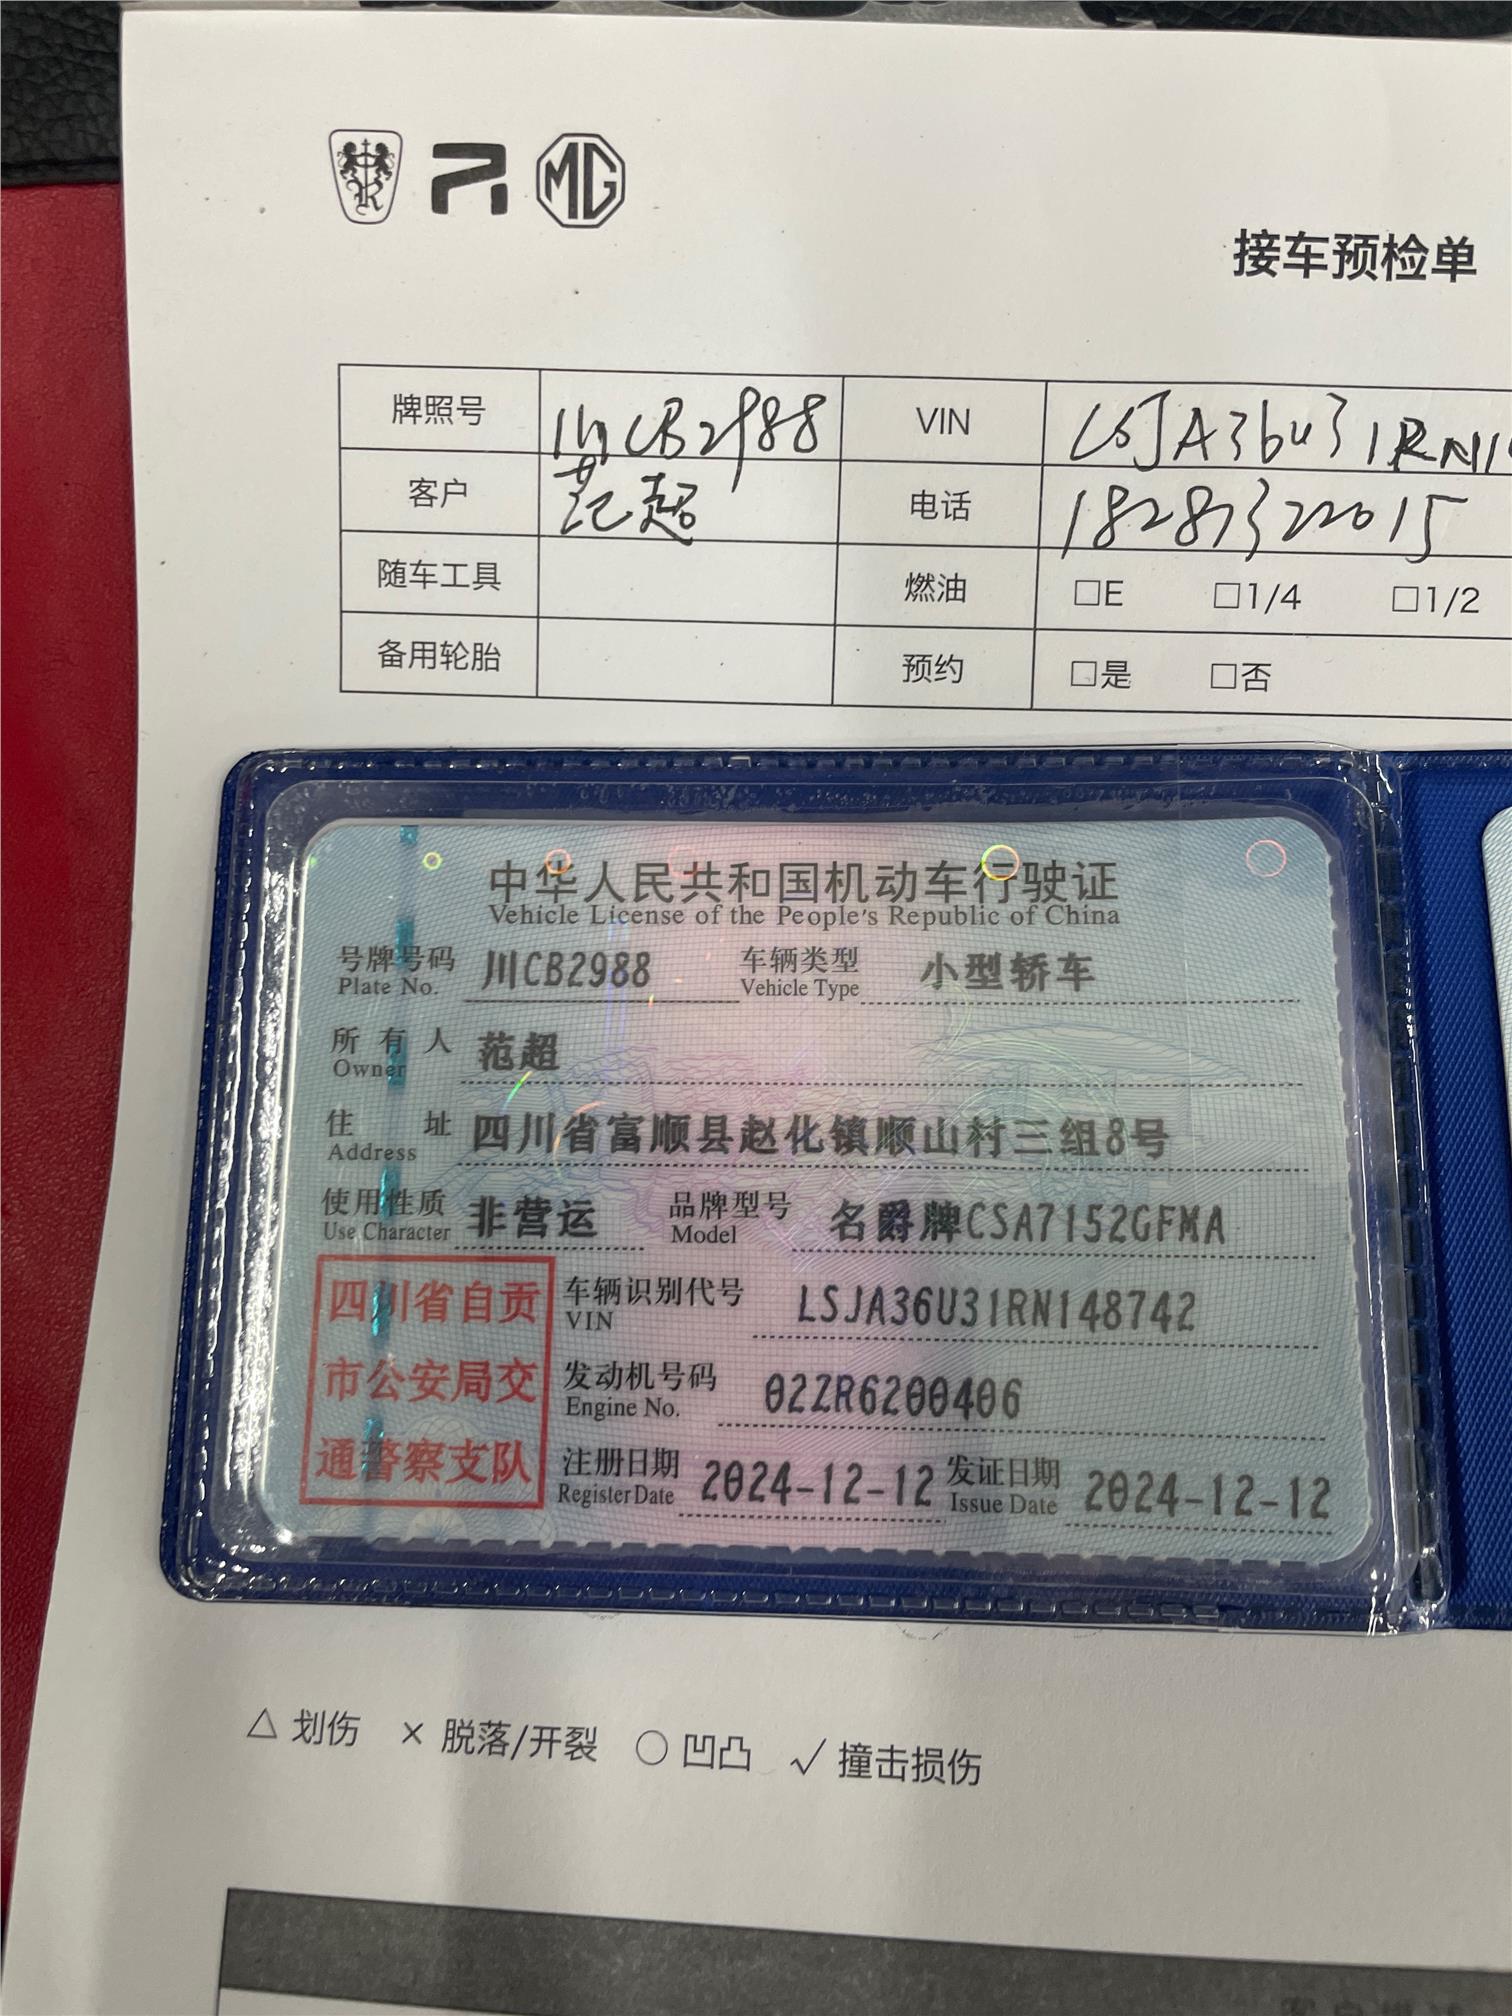 MG
接车预检单
牌照号 川CB2988 VIN LSJA36U31RN1
客户 范超 电话 18287322015
随车工具 燃油 □E □1/4 □1/2
备用轮胎 预约 □是 □否
中华人民共和国机动车行驶证
Vehicle License of the People's Republic of China
号牌号码 川CB2988 车辆类型 小型轿车
Plate No. Vehicle Type
所有人 范超
Owner
住址 四川省富顺县赵化镇顺山村三组8号
Address
使用性质 非营运 品牌型号 名爵牌CSA7152GFMA
Use Character Model
四川省自贡
市公安局交
通警察支队
车辆识别代号 LSJA36U31RN148742
VIN
发动机号码 02ZR6200406
Engine No.
注册日期 2024-12-12 发证日期 2024-12-12
Register Date Issue Date
△ 划伤 × 脱落/开裂 ○ 凹凸 √ 撞击损伤